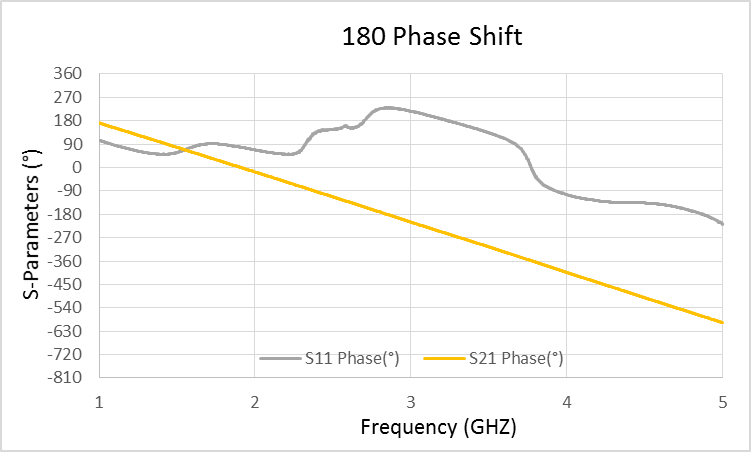 180 Phase Shift
360
270
180
90
0
-90
-180
-270
-360
-450
-540
-630
-720
-810
S-Parameters (°)
S11 Phase(°) S21 Phase(°)
1 2 3 4 5
Frequency (GHZ)